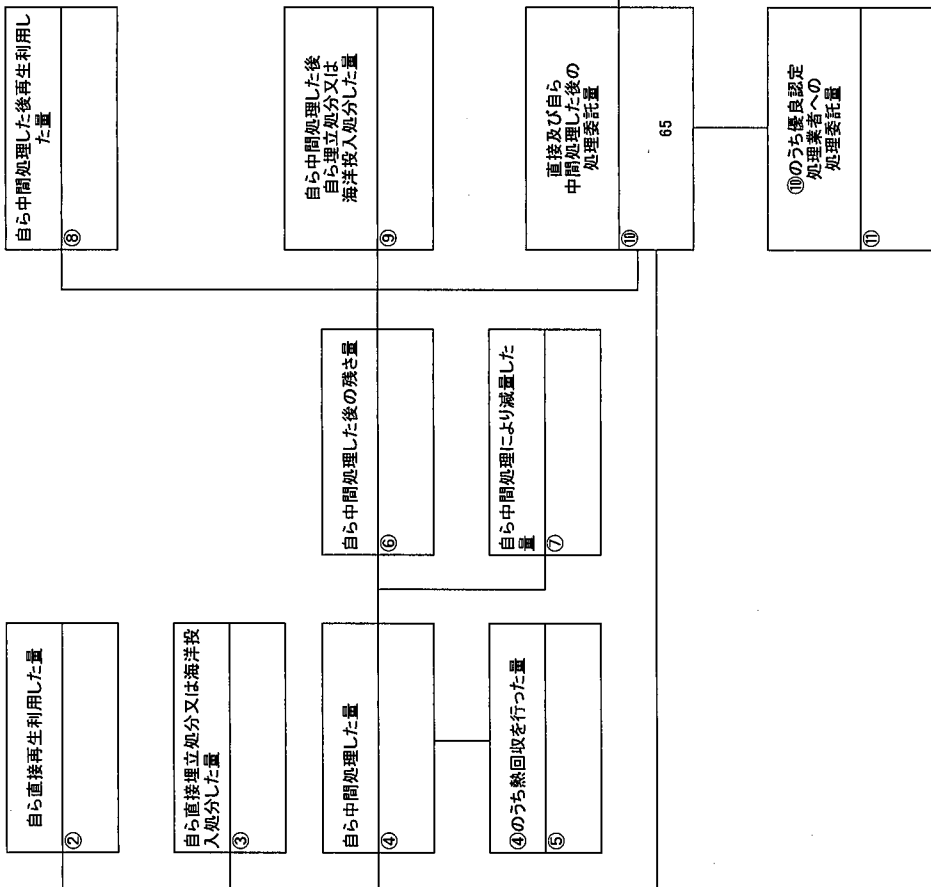 自ら直接再生利用した量
②
自ら直接埋立処分又は海洋投
入処分した量
③
自ら中間処理した量
④
④のうち熱回収を行った量
⑤
自ら中間処理した後の残さ量
⑥
自ら中間処理により減量した
量
⑦
自ら中間処理した後再生利用し
た量
⑧
自ら中間処理した後
自ら埋立処分又は
海洋投入処分した量
⑨
直接及び自ら
中間処理した後の
処理委託量
⑩
65
⑩のうち優良認定
処理業者への
処理委託量
⑪